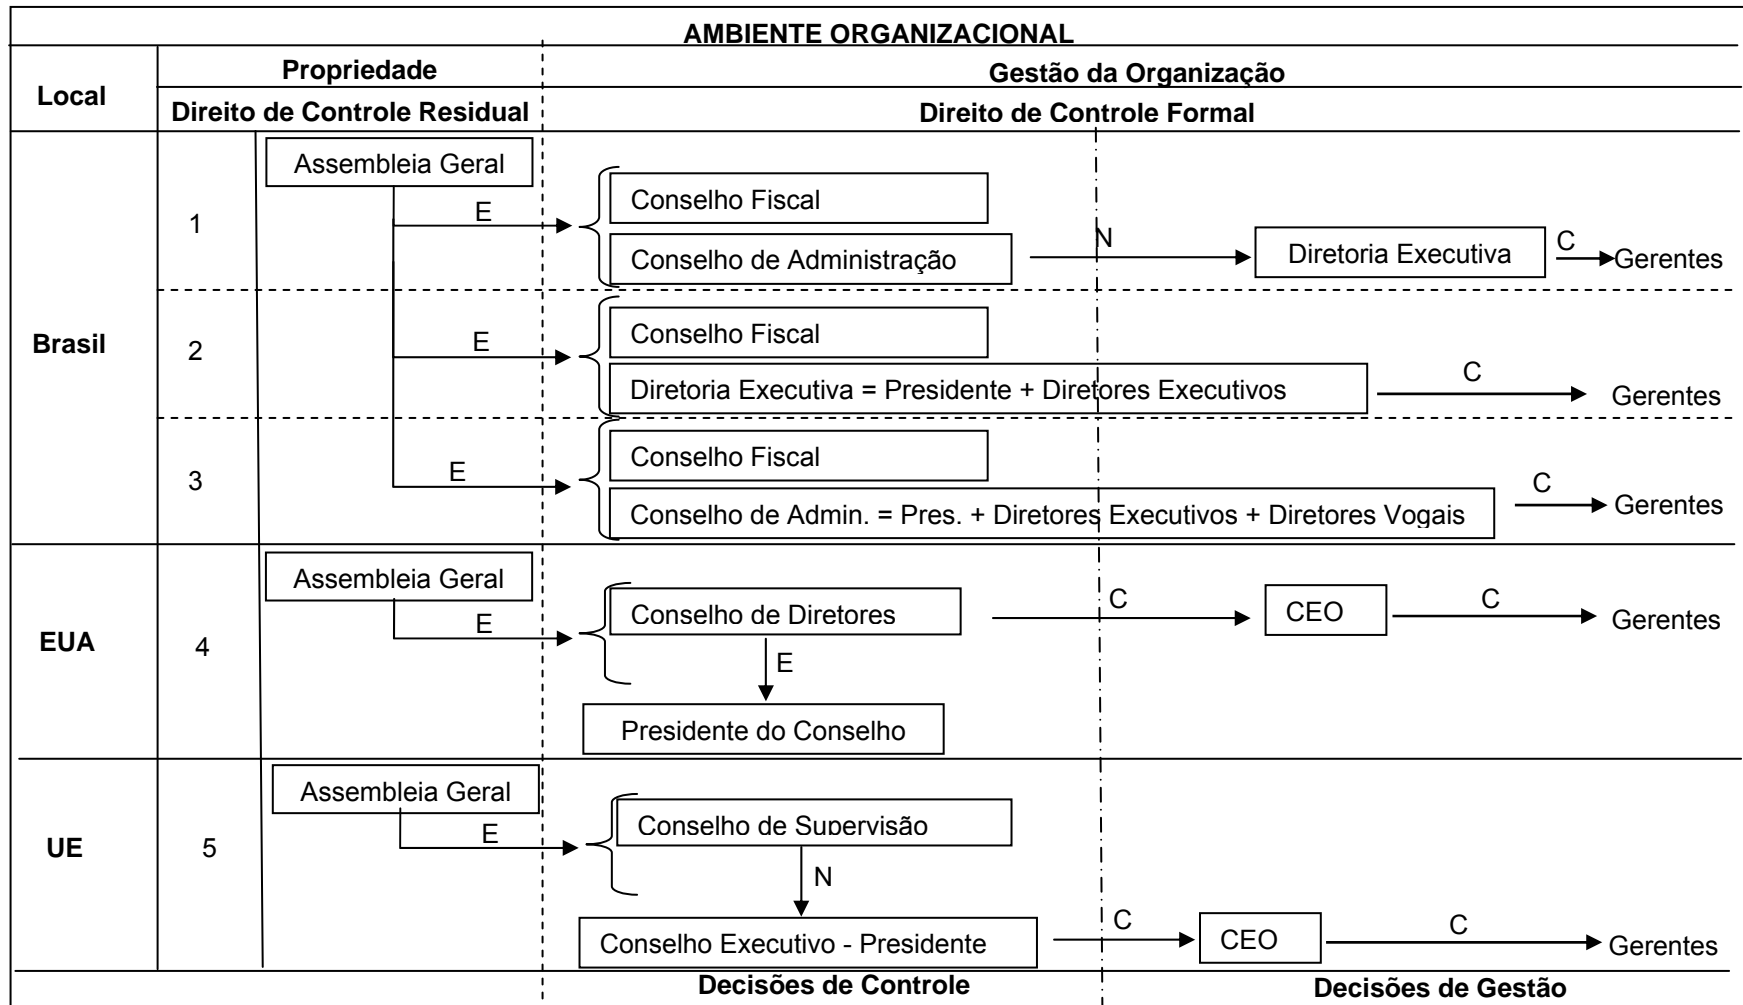 AMBIENTE ORGANIZACIONAL
Local
Propriedade
Gestão da Organização
Direito de Controle Residual
Direito de Controle Formal
Brasil
1
Assembleia Geral
E
Conselho Fiscal
Conselho de Administração
N
Diretoria Executiva
C
Gerentes
2
E
Conselho Fiscal
Diretoria Executiva = Presidente + Diretores Executivos
C
Gerentes
3
E
Conselho Fiscal
Conselho de Admin. = Pres. + Diretores Executivos + Diretores Vogais
C
Gerentes
EUA
4
Assembleia Geral
E
Conselho de Diretores
C
CEO
C
Gerentes
E
Presidente do Conselho
UE
5
Assembleia Geral
E
Conselho de Supervisão
N
Conselho Executivo - Presidente
C
CEO
C
Gerentes
Decisões de Controle
Decisões de Gestão